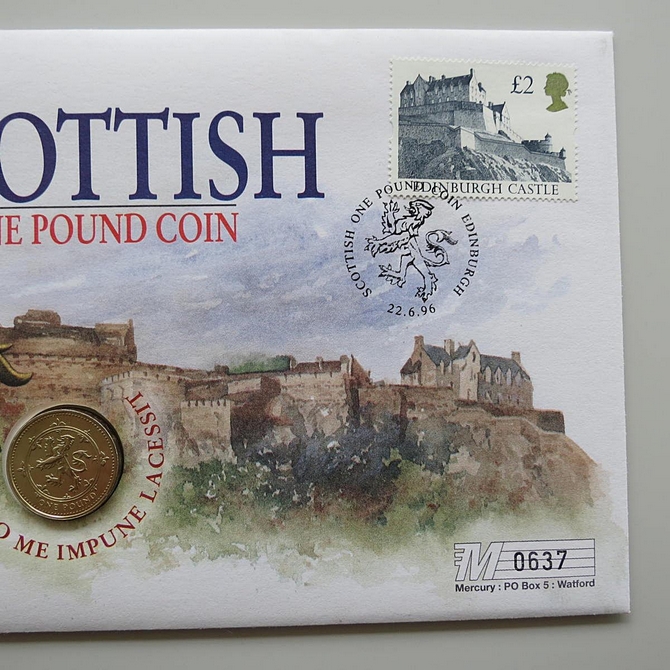 OTTISH
NE POUND COIN
£2
EDINBURGH CASTLE
SCOTTISH ONE POUND COIN EDINBURGH
22.6.96
ONE POUND
O ME IMPUNE LACESSIT
M 0637
Mercury : PO Box 5 : Watford